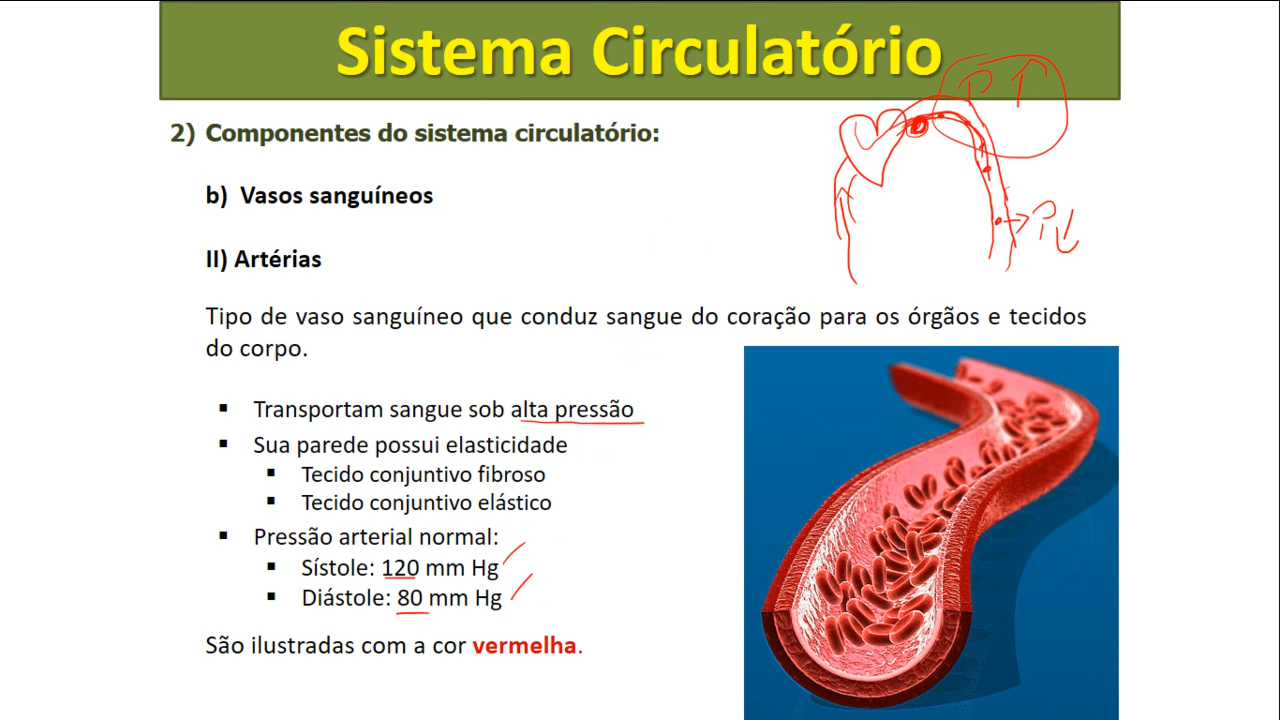 Sistema Circulatório
P ↑
2) Componentes do sistema circulatório:
b) Vasos sanguíneos
P↓
II) Artérias
Tipo de vaso sanguíneo que conduz sangue do coração para os órgãos e tecidos
do corpo.
▪ Transportam sangue sob alta pressão
▪ Sua parede possui elasticidade
▪ Tecido conjuntivo fibroso
▪ Tecido conjuntivo elástico
▪ Pressão arterial normal:
▪ Sístole: 120 mm Hg
▪ Diástole: 80 mm Hg
São ilustradas com a cor vermelha.